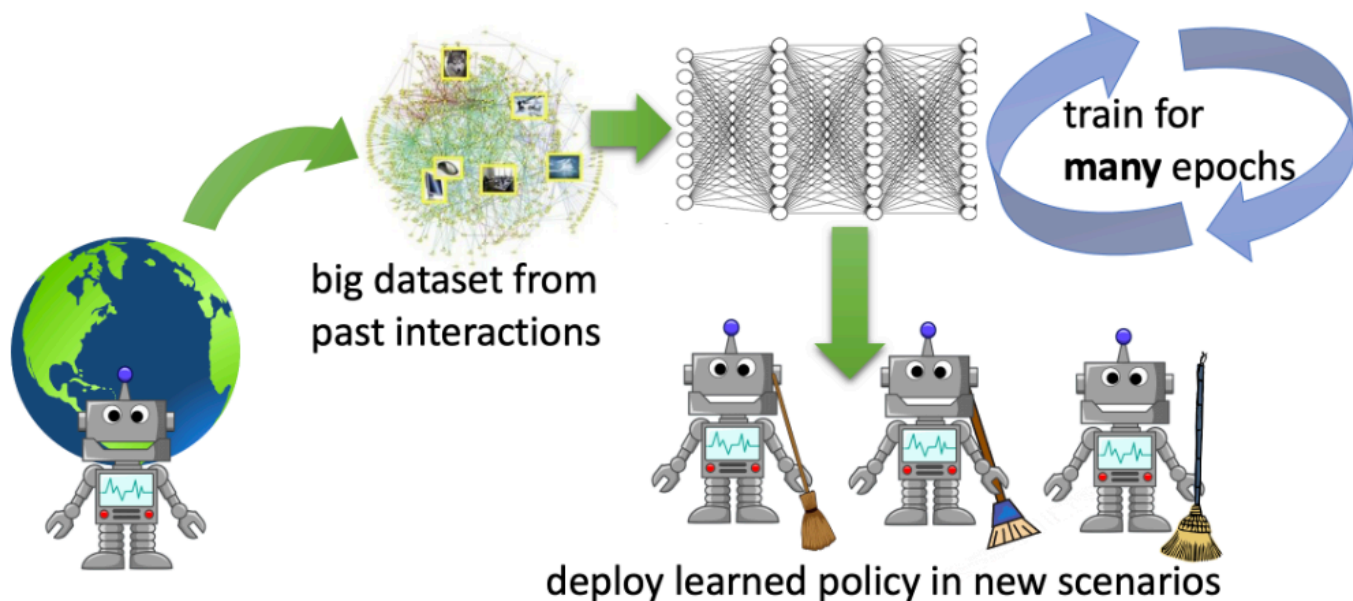 big dataset from
past interactions
train for
many epochs
deploy learned policy in new scenarios